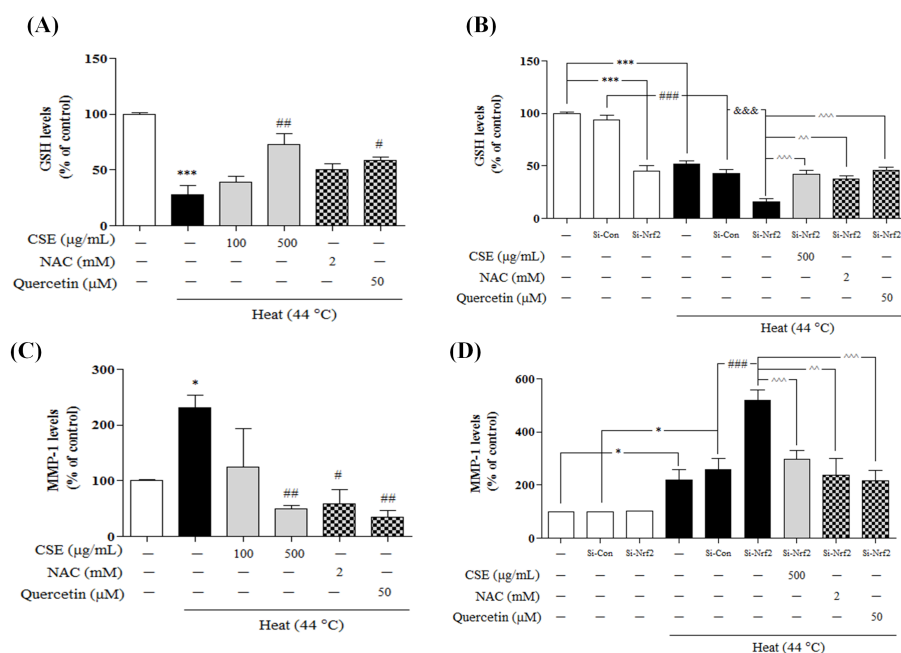 (A)
150
100
50
0
GSH levels
(% of control)
***
##
#
CSE (µg/mL) — — 100 500 — —
NAC (mM) — — — — 2 —
Quercetin (µM) — — — — — 50
Heat (44 °C)
(B)
150
100
50
0
GSH levels
(% of control)
***
***
###
&&&
^^^
^^
^^^
— Si-Con Si-Nrf2 — Si-Con Si-Nrf2 Si-Nrf2 Si-Nrf2 Si-Nrf2
CSE (µg/mL) — — — — — — 500 — —
NAC (mM) — — — — — — — 2 —
Quercetin (µM) — — — — — — — — 50
Heat (44 °C)
(C)
300
200
100
0
MMP-1 levels
(% of control)
*
##
#
##
CSE (µg/mL) — — 100 500 — —
NAC (mM) — — — — 2 —
Quercetin (µM) — — — — — 50
Heat (44 °C)
(D)
600
400
200
0
MMP-1 levels
(% of control)
^^^
###
^^
^^^
*
*
— Si-Con Si-Nrf2 — Si-Con Si-Nrf2 Si-Nrf2 Si-Nrf2 Si-Nrf2
CSE (µg/mL) — — — — — — 500 — —
NAC (mM) — — — — — — — 2 —
Quercetin (µM) — — — — — — — — 50
Heat (44 °C)